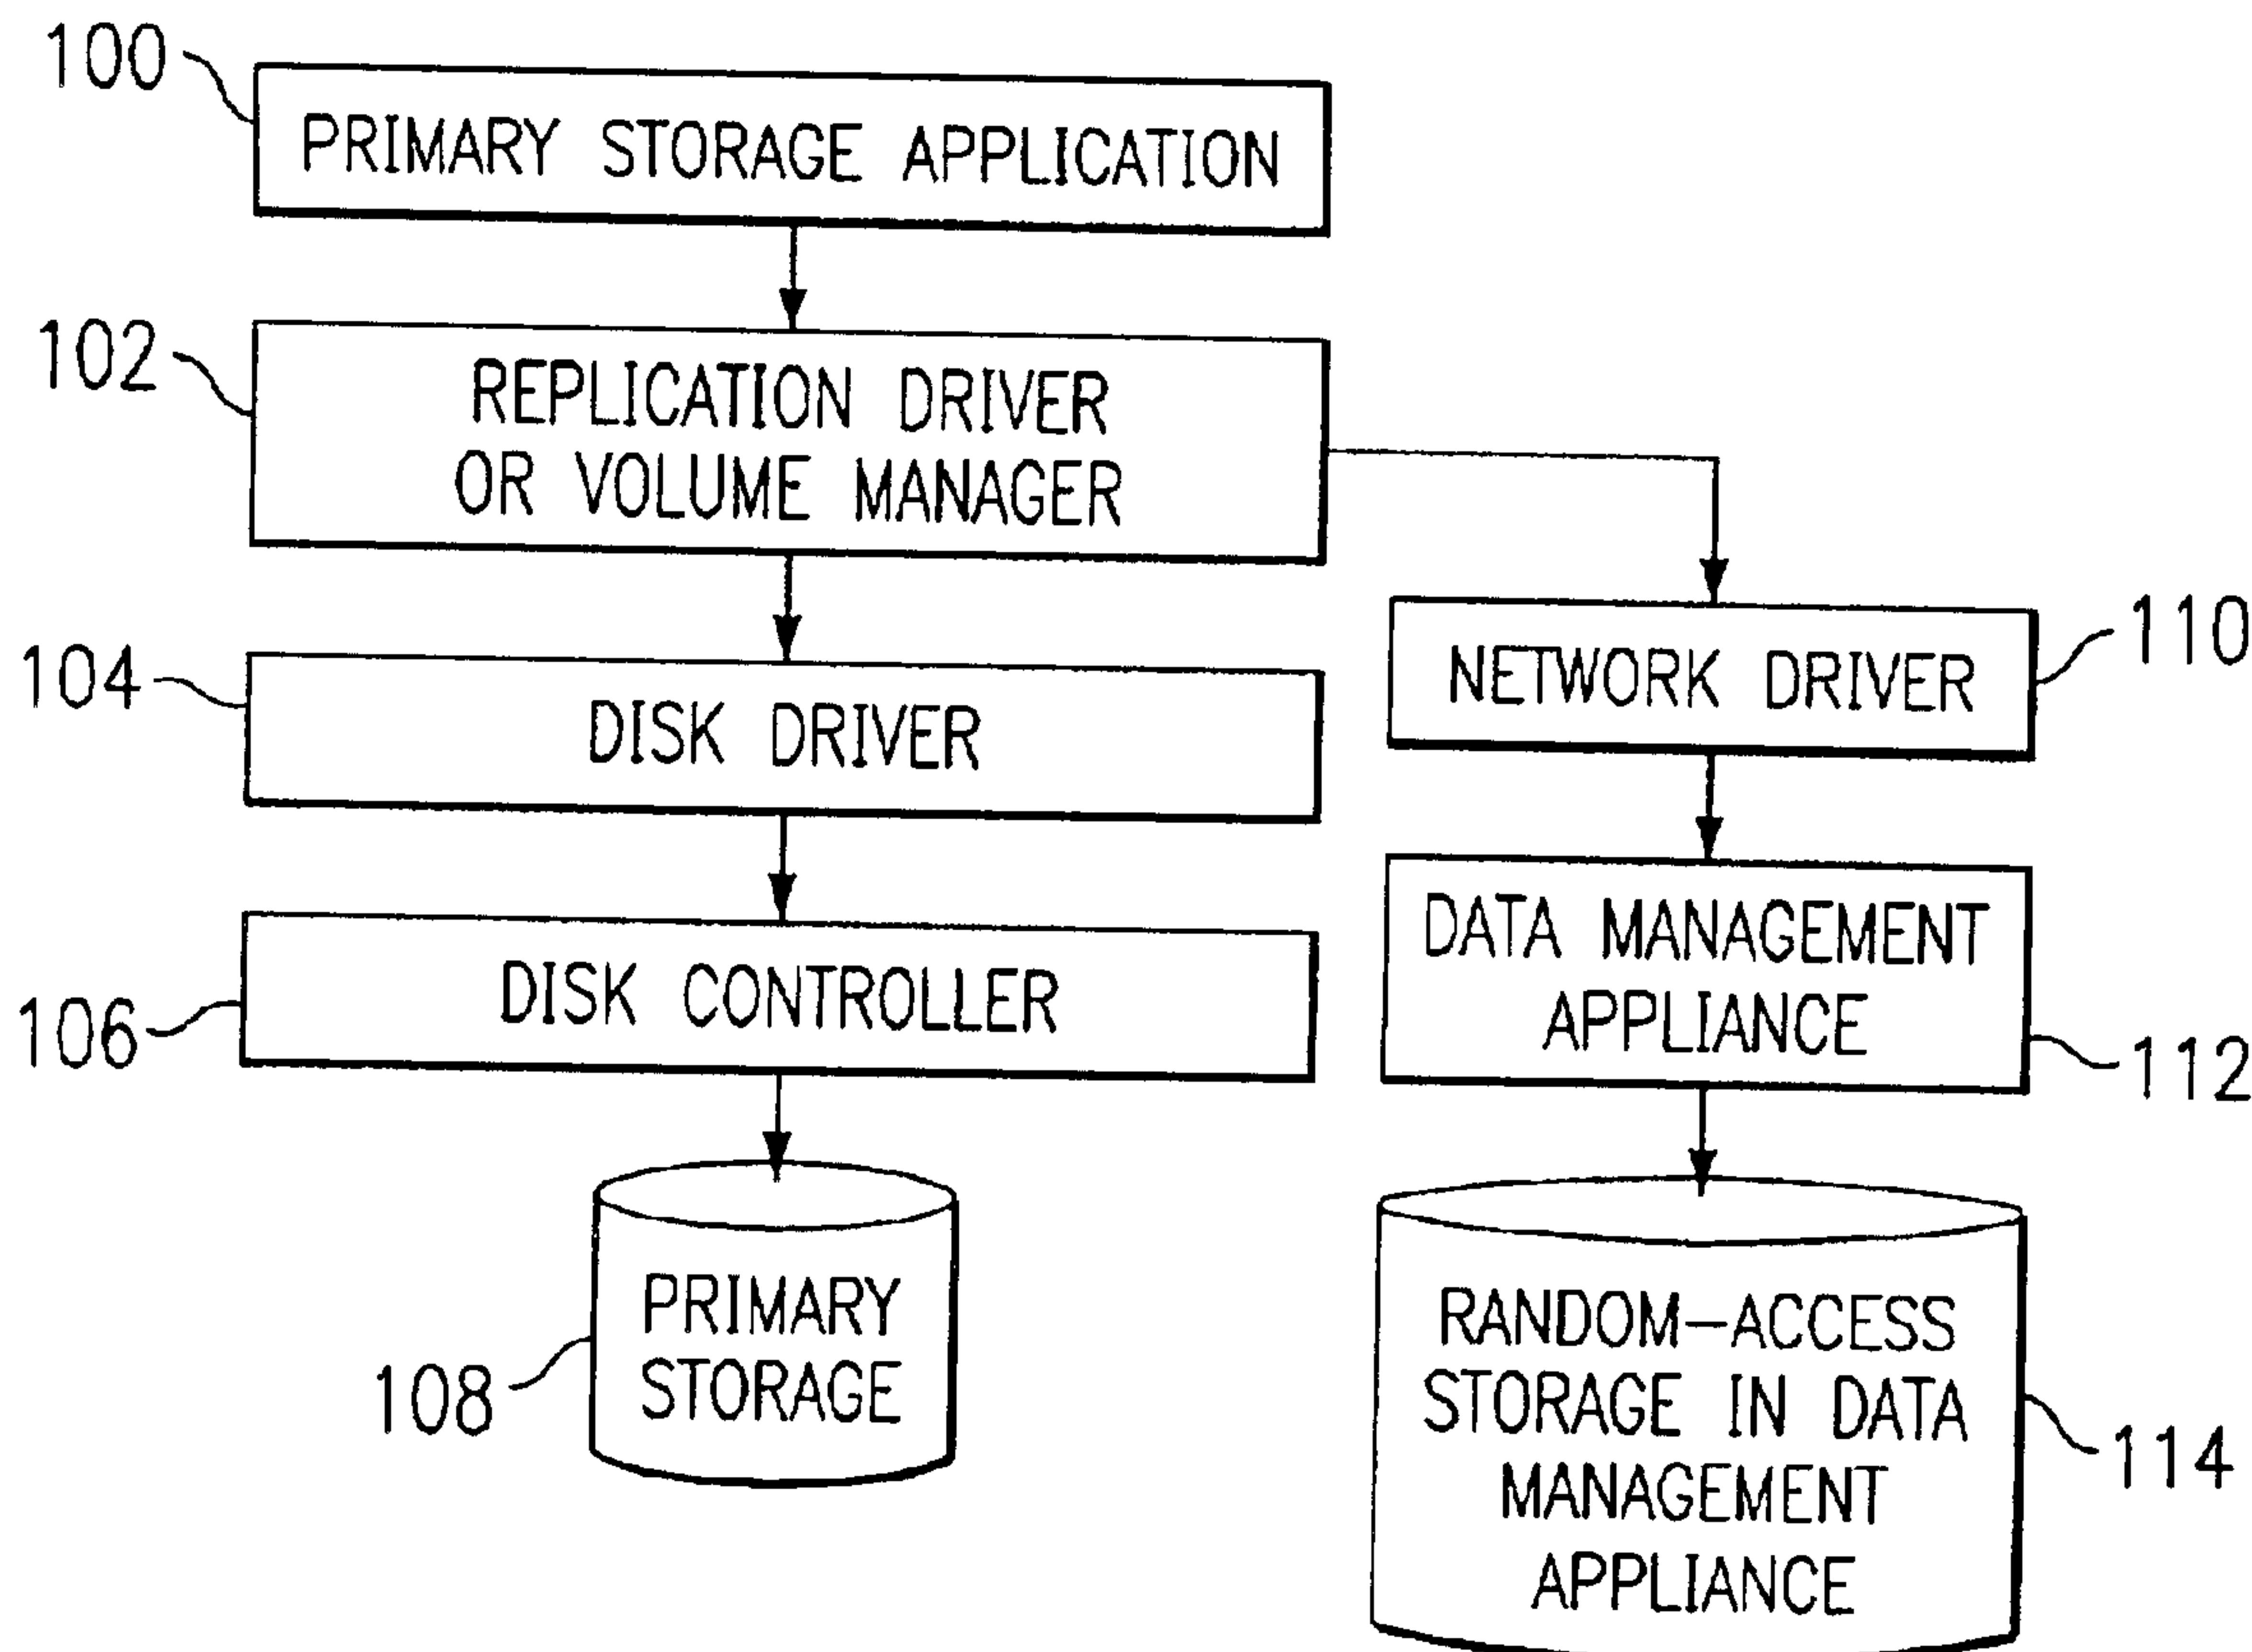 100
PRIMARY STORAGE APPLICATION
102
REPLICATION DRIVER
OR VOLUME MANAGER
104
DISK DRIVER
110
NETWORK DRIVER
106
DISK CONTROLLER
DATA MANAGEMENT
APPLIANCE
112
108
PRIMARY
STORAGE
RANDOM-ACCESS
STORAGE IN DATA
MANAGEMENT
APPLIANCE
114